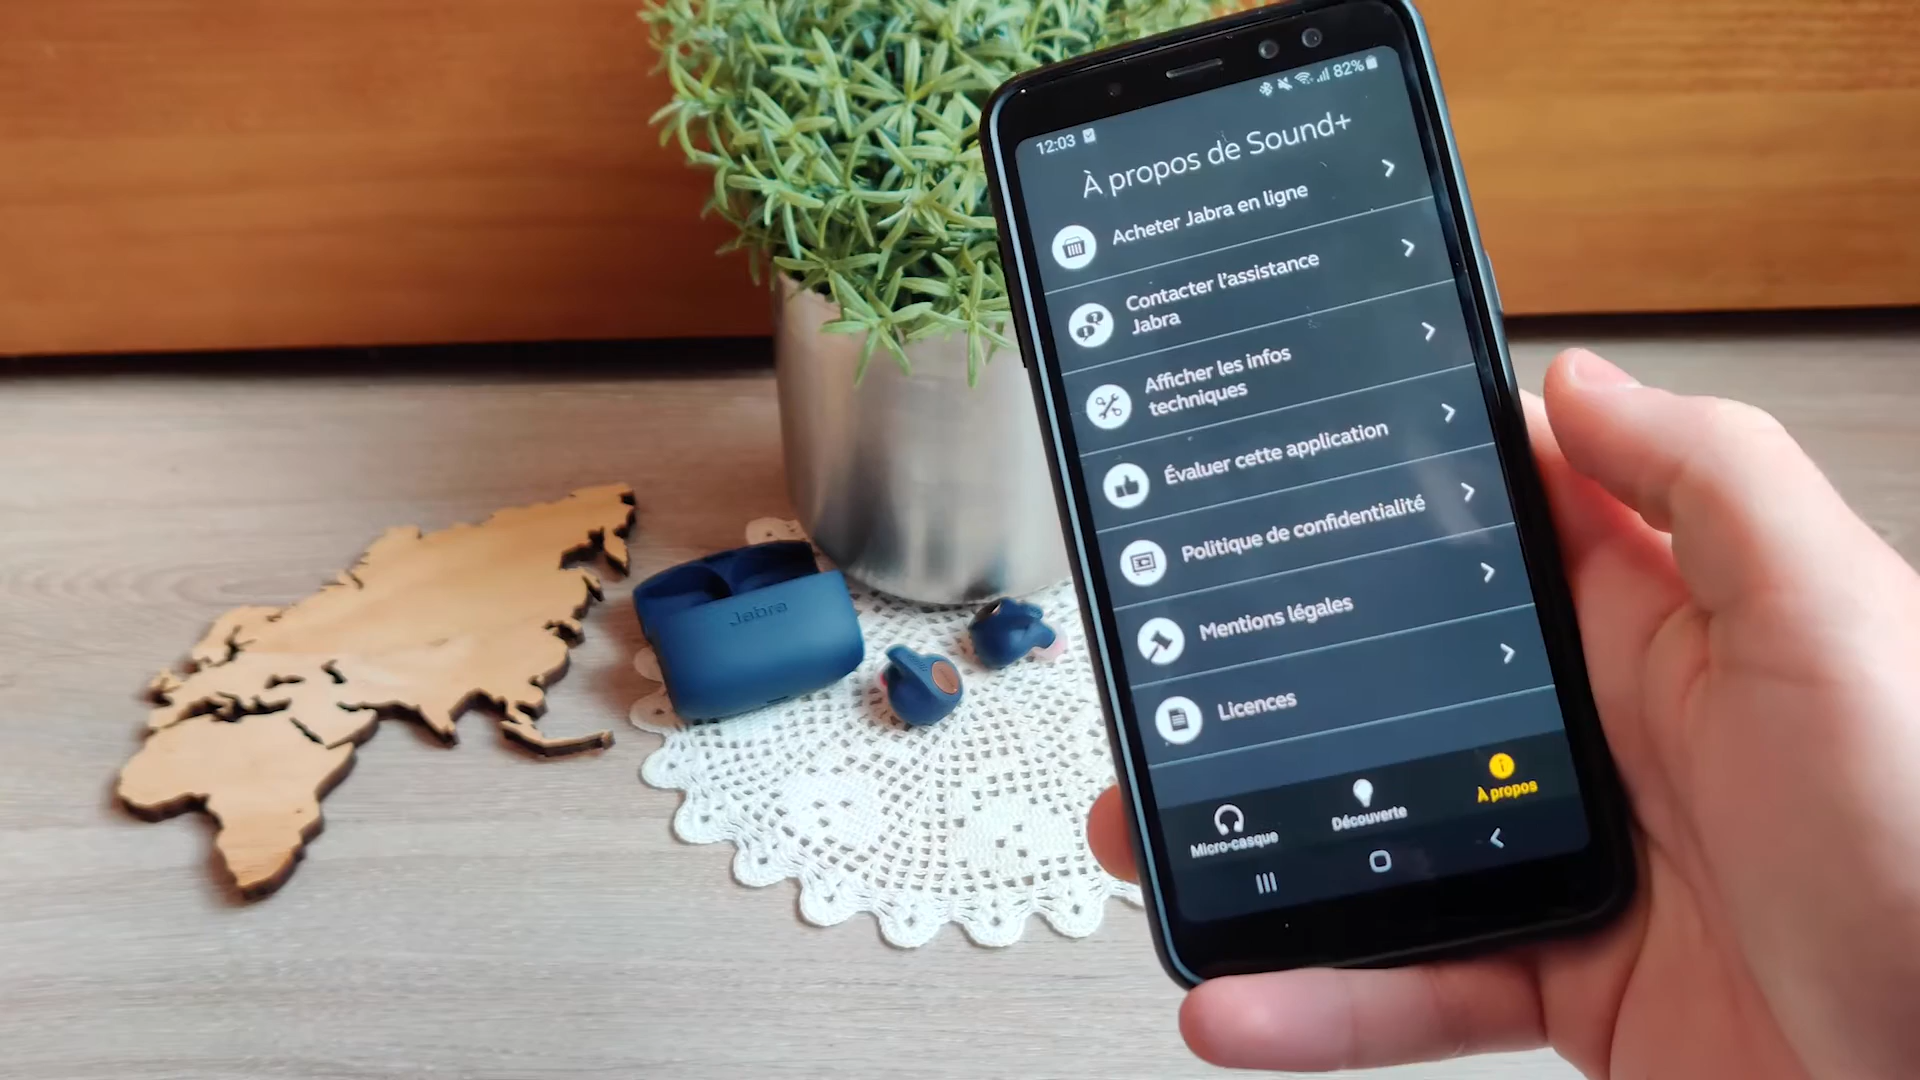 12:03
82%
À propos de Sound+
Acheter Jabra en ligne
Contacter l'assistance
Jabra
Afficher les infos
techniques
Évaluer cette application
Politique de confidentialité
Mentions légales
Licences
Micro-casque
Découverte
À propos
Jabra